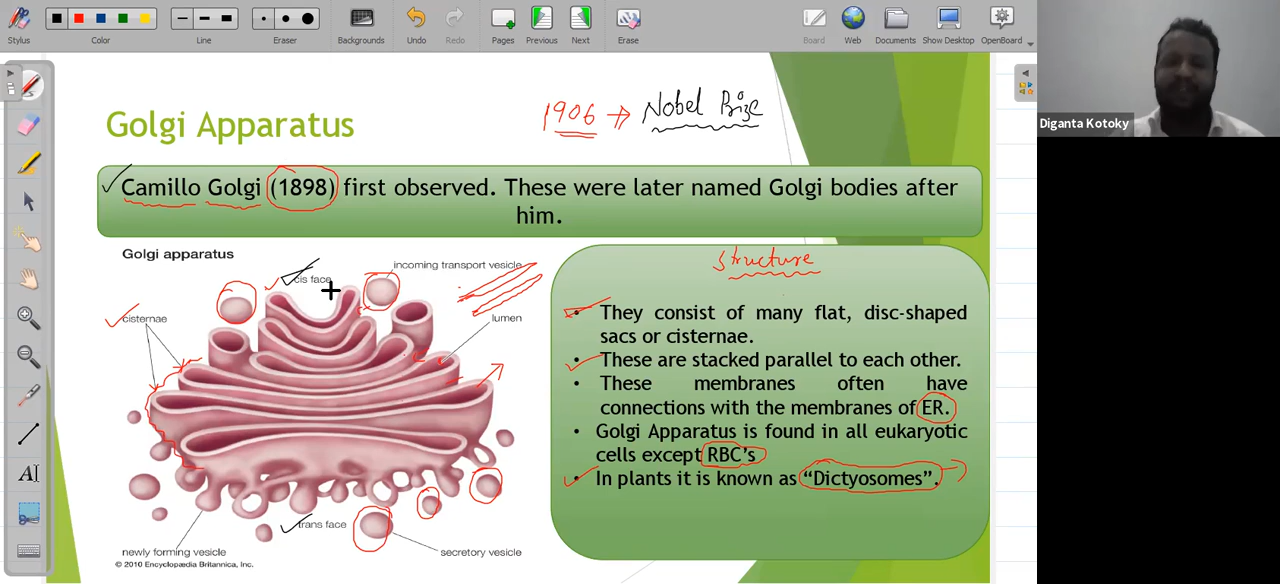 Stylus
Color
Line
Eraser
Backgrounds
Undo
Redo
Pages
Previous
Next
Erase
Board
Web
Documents
Show Desktop
OpenBoard
Diganta Kotoky
1906 → Nobel Prize
Golgi Apparatus
Camillo Golgi (1898) first observed. These were later named Golgi bodies after
him.
Golgi apparatus
cis face
incoming transport vesicle
cisternae
lumen
trans face
newly forming vesicle
secretory vesicle
© 2010 Encyclopædia Britannica, Inc.
Structure
• They consist of many flat, disc-shaped
sacs or cisternae.
• These are stacked parallel to each other.
• These membranes often have
connections with the membranes of ER.
• Golgi Apparatus is found in all eukaryotic
cells except RBC's
• In plants it is known as “Dictyosomes”.